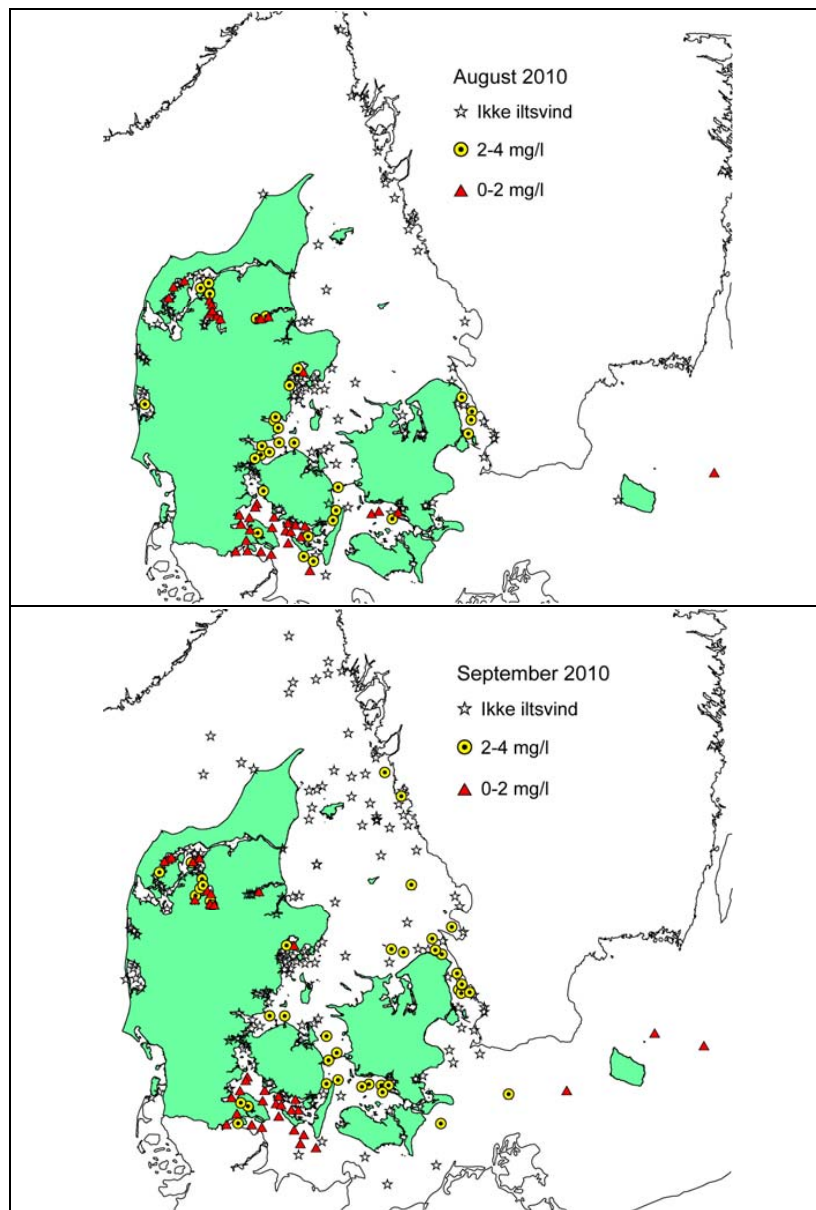 August 2010
Ikke iltsvind
2-4 mg/l
0-2 mg/l
September 2010
Ikke iltsvind
2-4 mg/l
0-2 mg/l